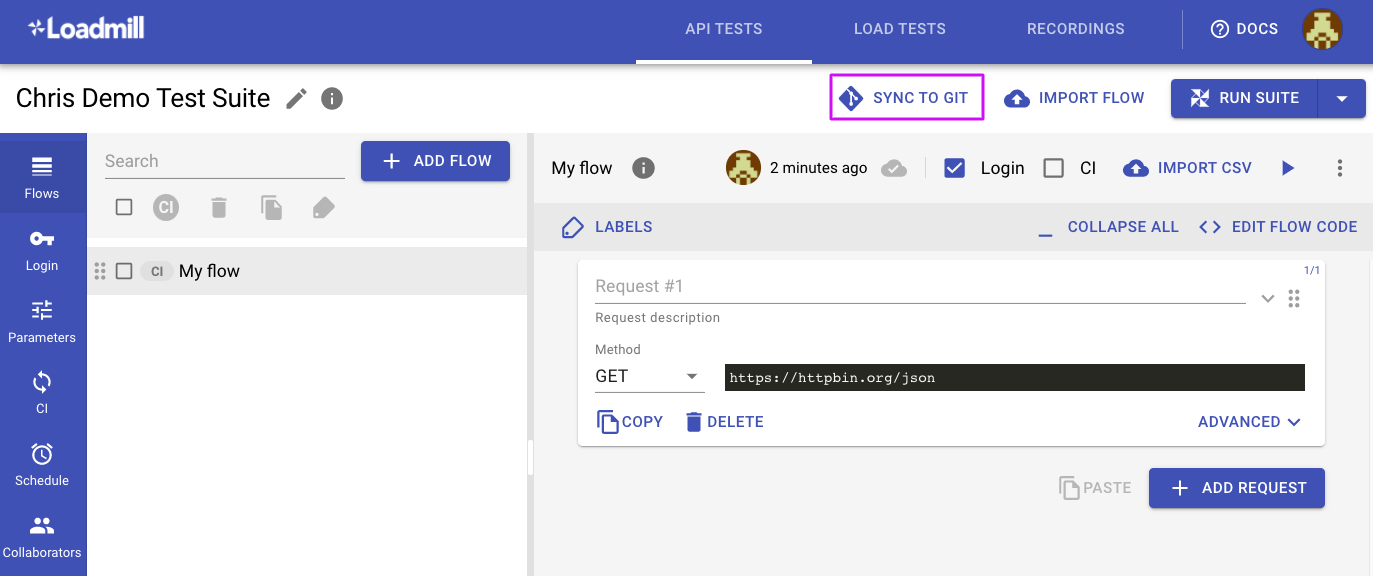 Loadmill
API TESTS
LOAD TESTS
RECORDINGS
DOCS
Chris Demo Test Suite
SYNC TO GIT
IMPORT FLOW
RUN SUITE
Flows
Login
Parameters
CI
Schedule
Collaborators
Search
ADD FLOW
CI
CI My flow
My flow
2 minutes ago
Login
CI
IMPORT CSV
LABELS
COLLAPSE ALL
EDIT FLOW CODE
1/1
Request #1
Request description
Method
GET
https://httpbin.org/json
COPY
DELETE
ADVANCED
PASTE
ADD REQUEST